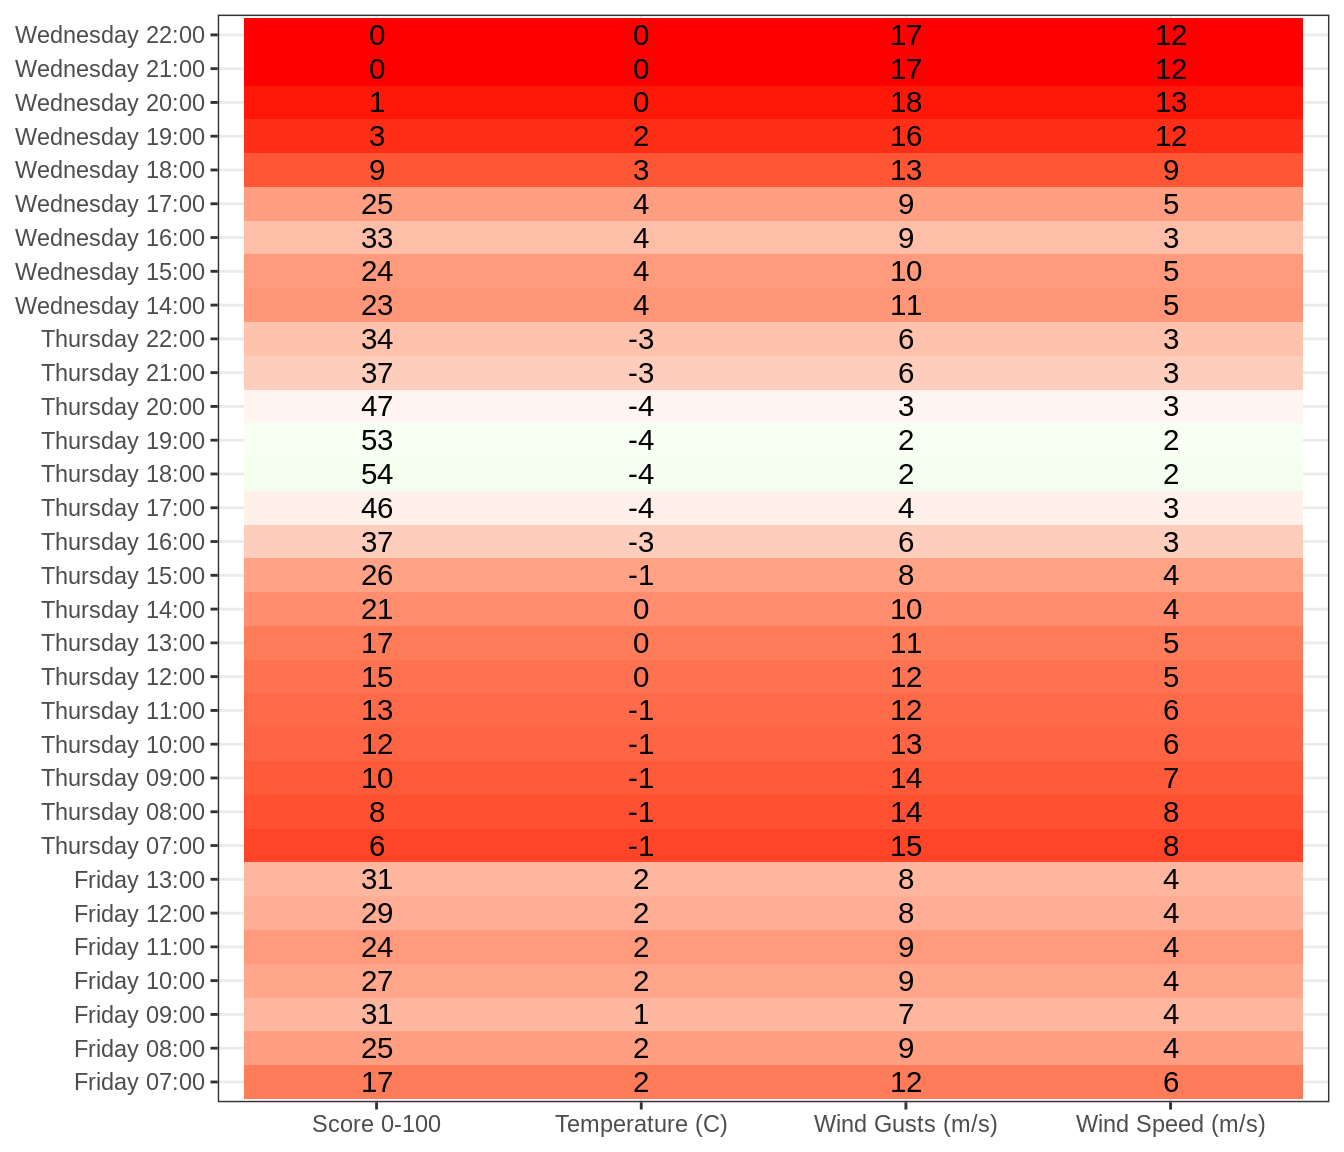 Wednesday 22:00 0 0 17 12
Wednesday 21:00 0 0 17 12
Wednesday 20:00 1 0 18 13
Wednesday 19:00 3 2 16 12
Wednesday 18:00 9 3 13 9
Wednesday 17:00 25 4 9 5
Wednesday 16:00 33 4 9 3
Wednesday 15:00 24 4 10 5
Wednesday 14:00 23 4 11 5
Thursday 22:00 34 -3 6 3
Thursday 21:00 37 -3 6 3
Thursday 20:00 47 -4 3 3
Thursday 19:00 53 -4 2 2
Thursday 18:00 54 -4 2 2
Thursday 17:00 46 -4 4 3
Thursday 16:00 37 -3 6 3
Thursday 15:00 26 -1 8 4
Thursday 14:00 21 0 10 4
Thursday 13:00 17 0 11 5
Thursday 12:00 15 0 12 5
Thursday 11:00 13 -1 12 6
Thursday 10:00 12 -1 13 6
Thursday 09:00 10 -1 14 7
Thursday 08:00 8 -1 14 8
Thursday 07:00 6 -1 15 8
Friday 13:00 31 2 8 4
Friday 12:00 29 2 8 4
Friday 11:00 24 2 9 4
Friday 10:00 27 2 9 4
Friday 09:00 31 1 7 4
Friday 08:00 25 2 9 4
Friday 07:00 17 2 12 6
Score 0-100 Temperature (C) Wind Gusts (m/s) Wind Speed (m/s)